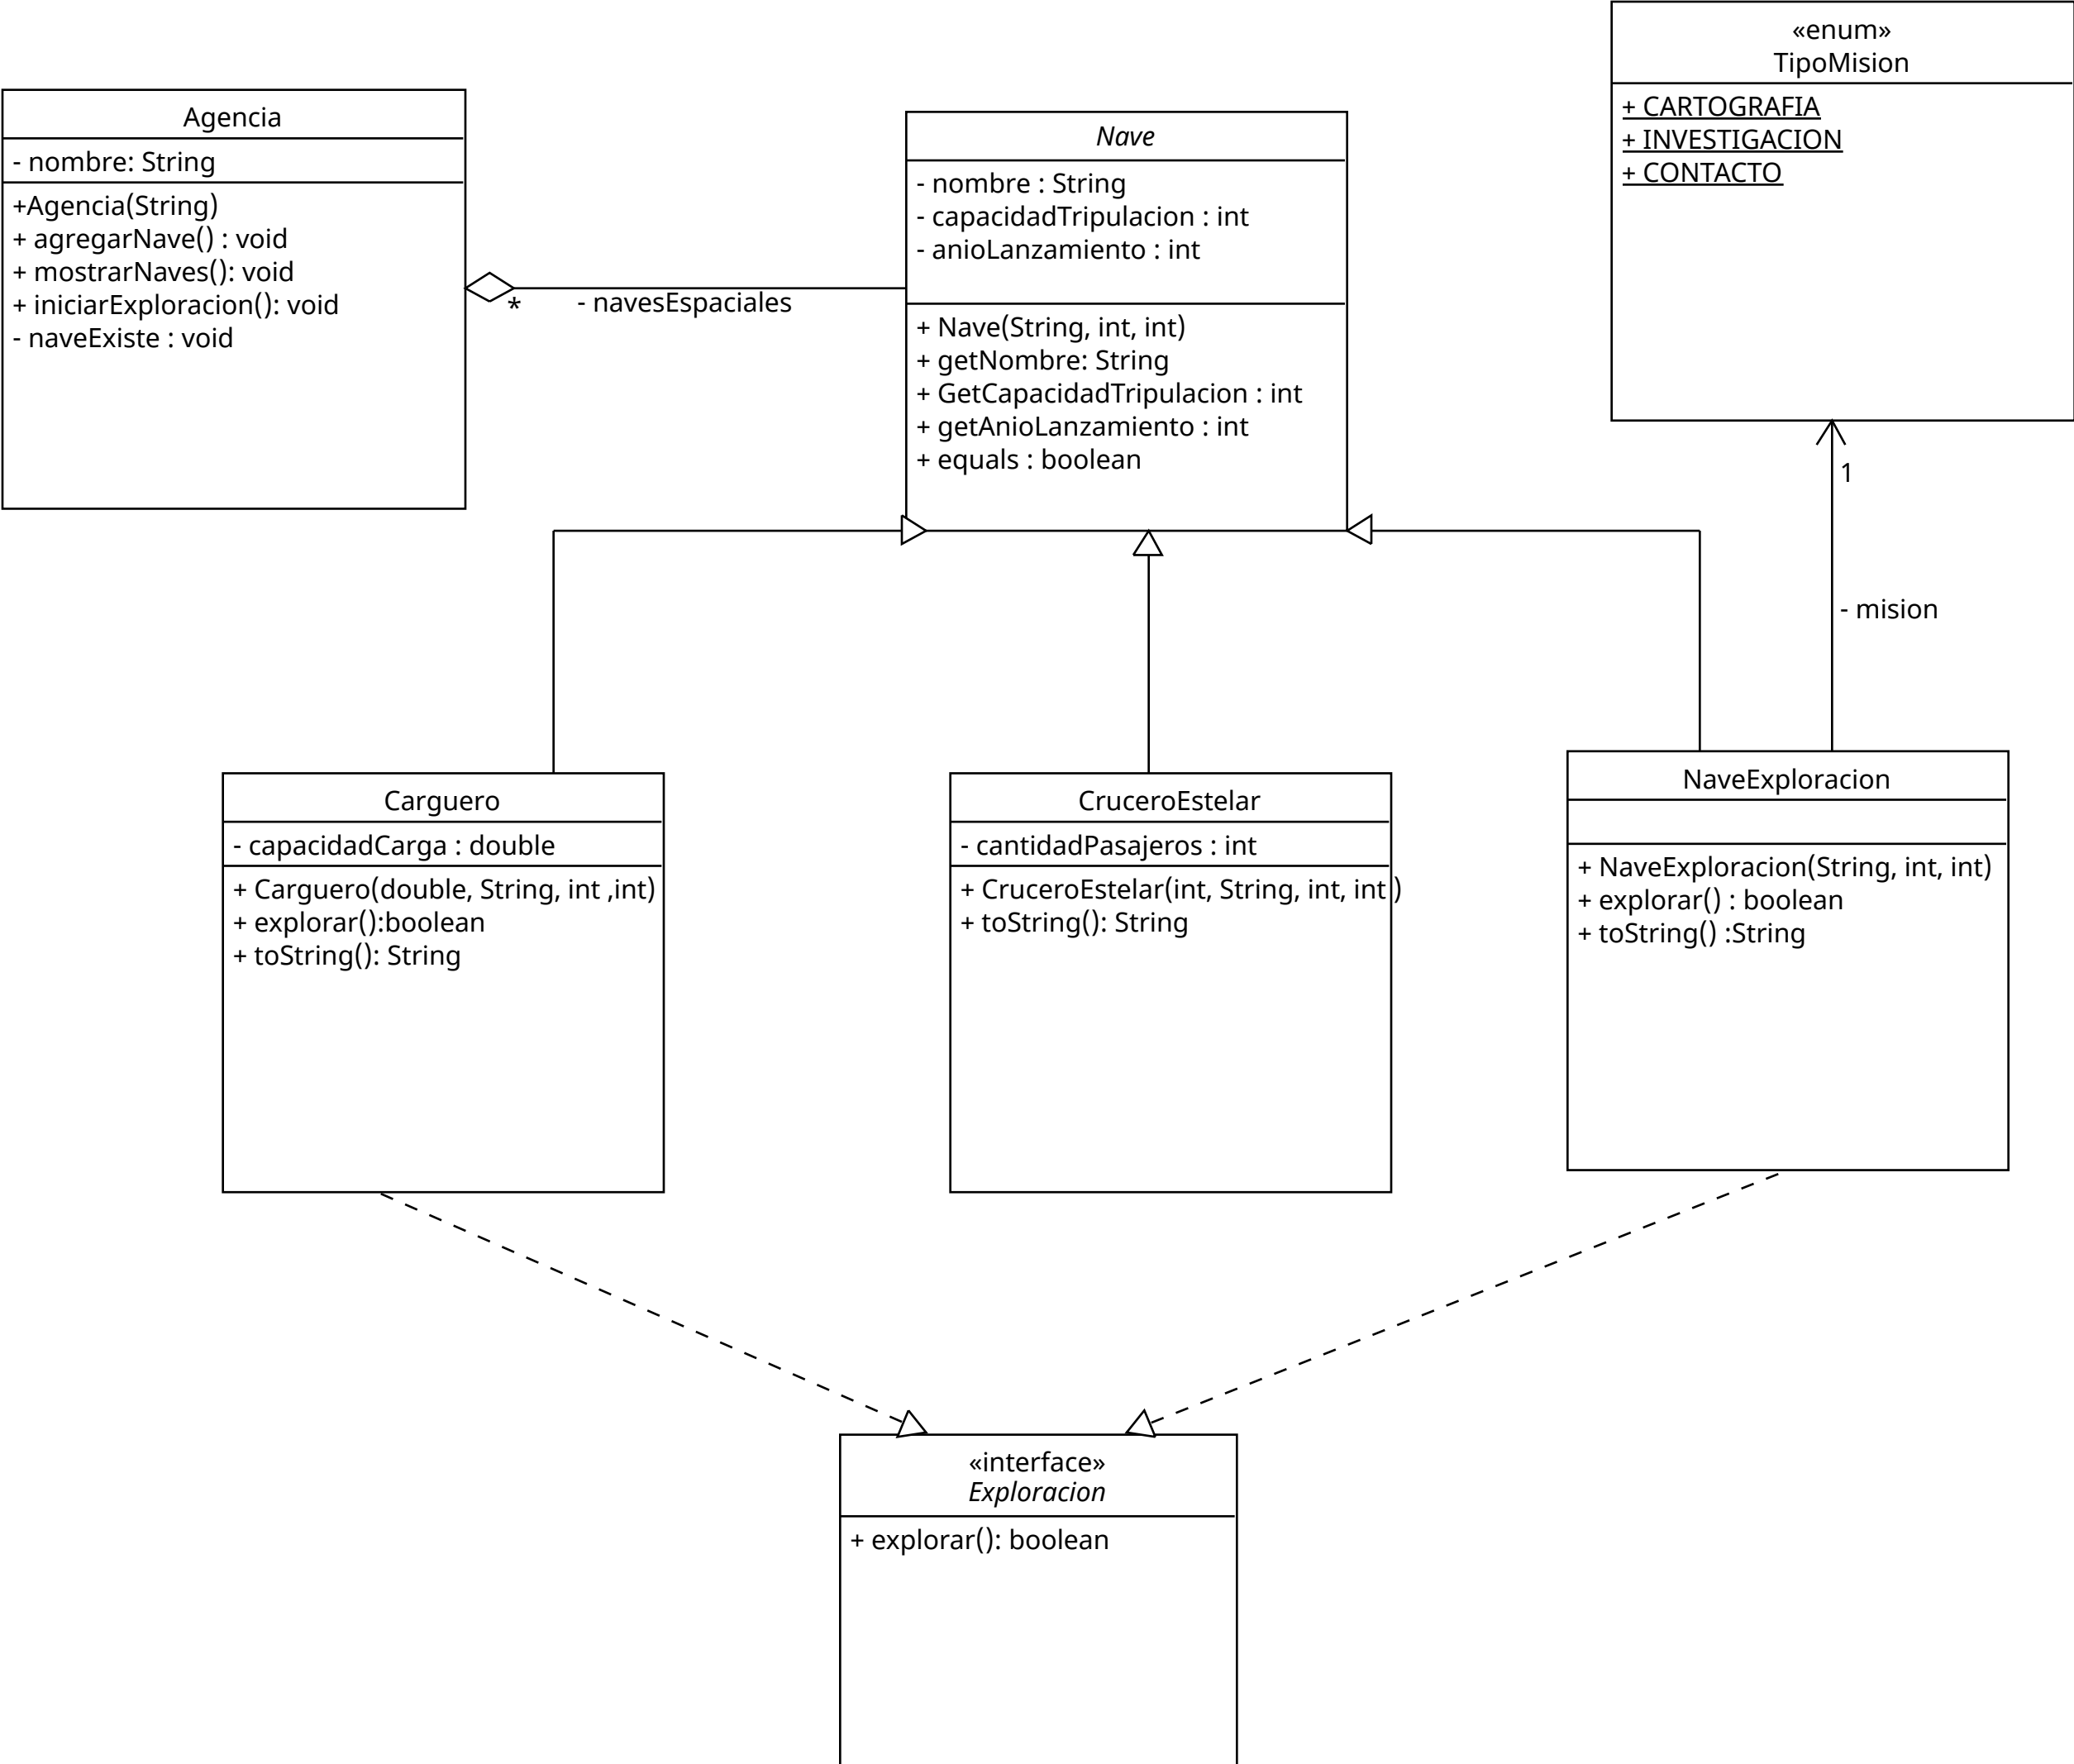 Agencia
- nombre: String
+Agencia(String)
+ agregarNave() : void
+ mostrarNaves(): void
+ iniciarExploracion(): void
- naveExiste : void
*
- navesEspaciales
Nave
- nombre : String
- capacidadTripulacion : int
- anioLanzamiento : int
+ Nave(String, int, int)
+ getNombre: String
+ GetCapacidadTripulacion : int
+ getAnioLanzamiento : int
+ equals : boolean
«enum»
TipoMision
+ CARTOGRAFIA
+ INVESTIGACION
+ CONTACTO
1
- mision
Carguero
- capacidadCarga : double
+ Carguero(double, String, int ,int)
+ explorar():boolean
+ toString(): String
CruceroEstelar
- cantidadPasajeros : int
+ CruceroEstelar(int, String, int, int )
+ toString(): String
NaveExploracion
+ NaveExploracion(String, int, int)
+ explorar() : boolean
+ toString() :String
«interface»
Exploracion
+ explorar(): boolean